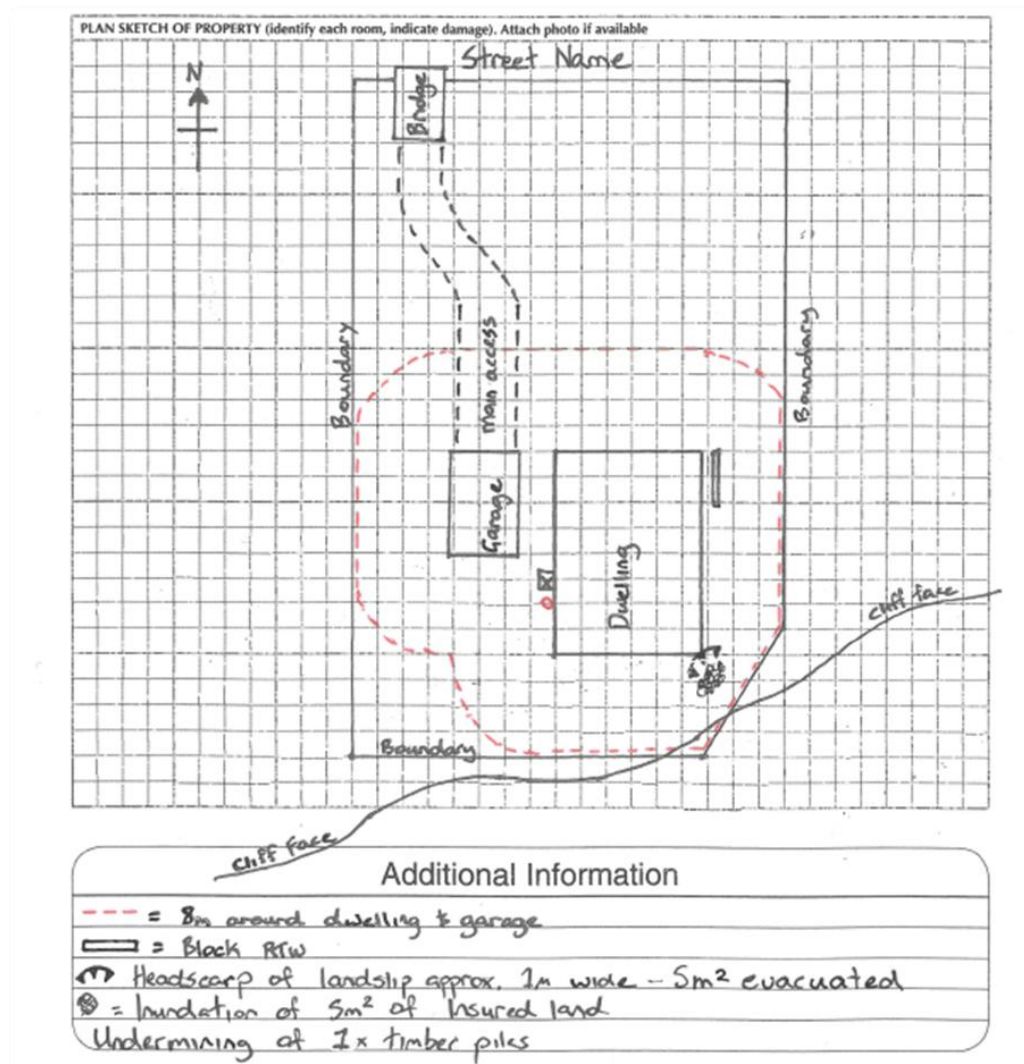 PLAN SKETCH OF PROPERTY (identify each room, indicate damage). Attach photo if available
Street Name
N
Bridge
Boundary
main access
Boundary
Garage
Dwelling
Cliff face
Boundary
Cliff Face
Additional Information
= 8m around dwelling & garage
= Block RTW
Headscarp of landslip approx. 1m wide - 5m² evacuated
= Inundation of 5m² of Insured land
Undermining of 1x timber piles